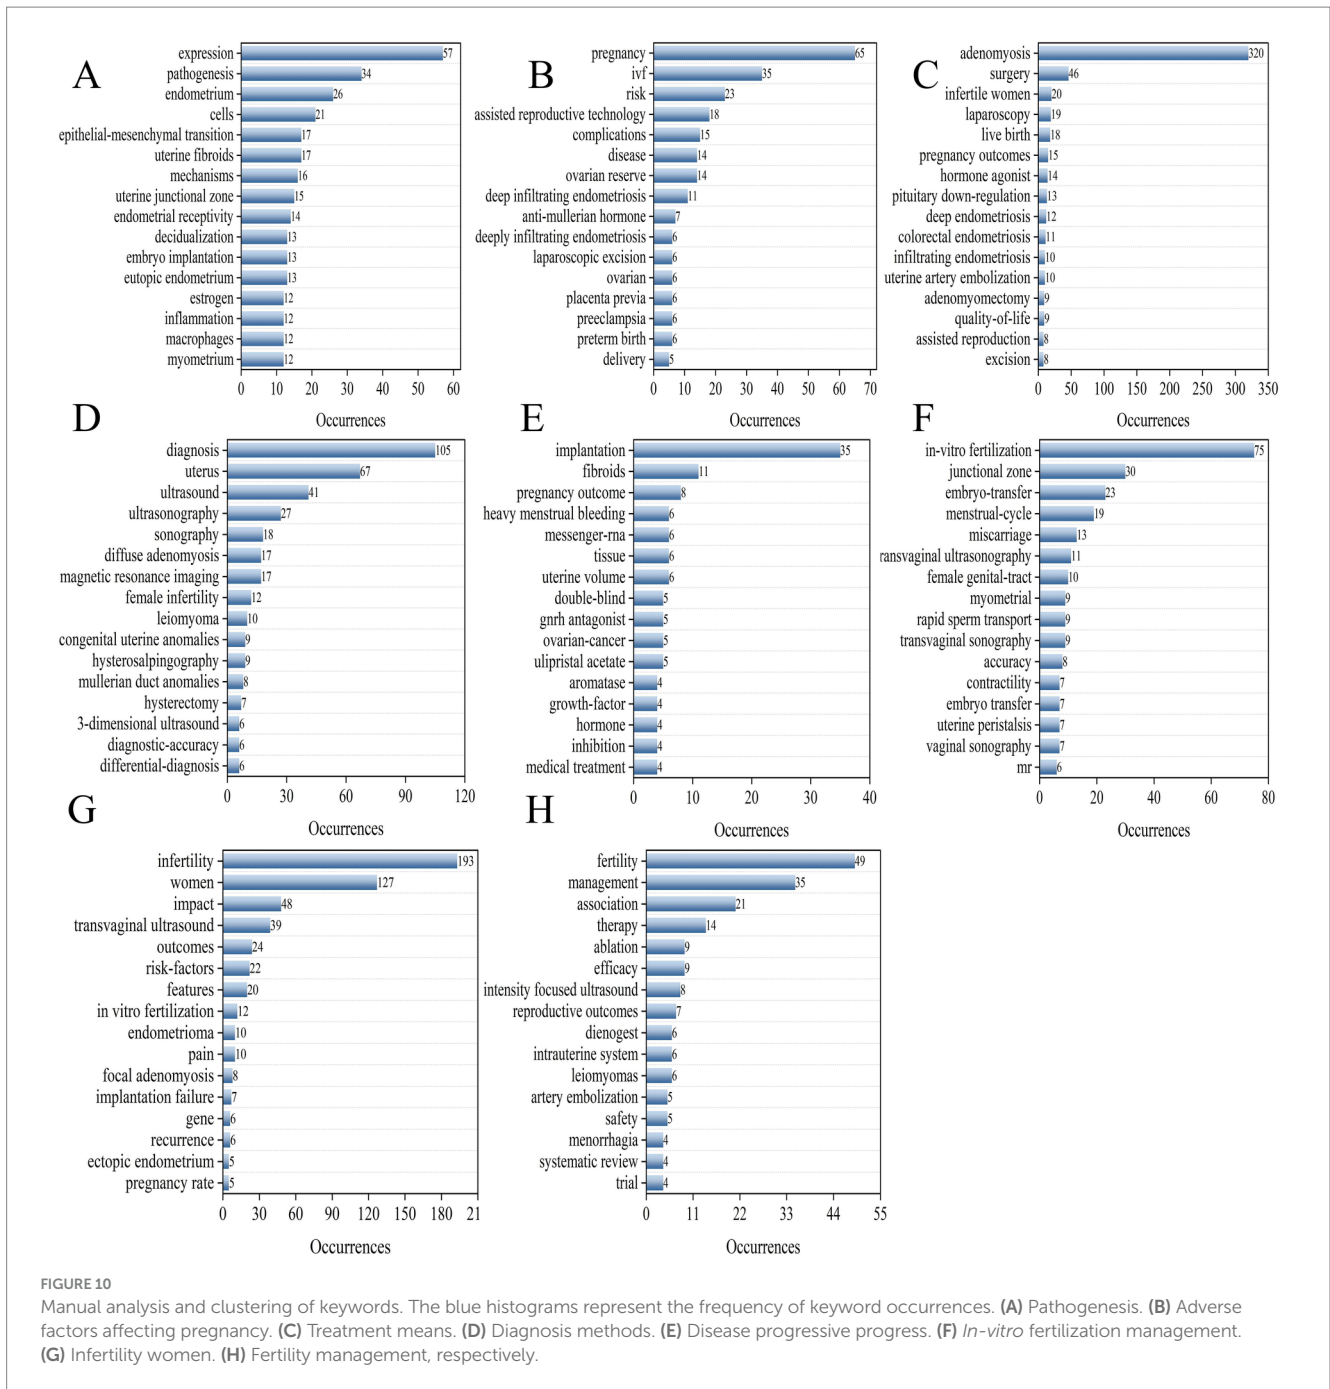 A
expression 57
pathogenesis 34
endometrium 26
cells 21
epithelial-mesenchymal transition 17
uterine fibroids 17
mechanisms 16
uterine junctional zone 15
endometrial receptivity 14
decidualization 13
embryo implantation 13
eutopic endometrium 13
estrogen 12
inflammation 12
macrophages 12
myometrium 12
0 10 20 30 40 50 60
Occurrences
B
pregnancy 65
ivf 35
risk 23
assisted reproductive technology 18
complications 15
disease 14
ovarian reserve 14
deep infiltrating endometriosis 11
anti-mullerian hormone 7
deeply infiltrating endometriosis 6
laparoscopic excision 6
ovarian 6
placenta previa 6
preeclampsia 6
preterm birth 6
delivery 5
0 10 20 30 40 50 60 70
Occurrences
C
adenomyosis 320
surgery 46
infertile women 20
laparoscopy 19
live birth 18
pregnancy outcomes 15
hormone agonist 14
pituitary down-regulation 13
deep endometriosis 12
colorectal endometriosis 11
infiltrating endometriosis 10
uterine artery embolization 10
adenomyomectomy 9
quality-of-life 9
assisted reproduction 8
excision 8
0 50 100 150 200 250 300 350
Occurrences
D
diagnosis 105
uterus 67
ultrasound 41
ultrasonography 27
sonography 18
diffuse adenomyosis 17
magnetic resonance imaging 17
female infertility 12
leiomyoma 10
congenital uterine anomalies 9
hysterosalpingography 9
mullerian duct anomalies 8
hysterectomy 7
3-dimensional ultrasound 6
diagnostic-accuracy 6
differential-diagnosis 6
0 30 60 90 120
Occurrences
E
implantation 35
fibroids 11
pregnancy outcome 8
heavy menstrual bleeding 6
messenger-rna 6
tissue 6
uterine volume 6
double-blind 5
gnrh antagonist 5
ovarian-cancer 5
ulipristal acetate 5
aromatase 4
growth-factor 4
hormone 4
inhibition 4
medical treatment 4
0 10 20 30 40
Occurrences
F
in-vitro fertilization 75
junctional zone 30
embryo-transfer 23
menstrual-cycle 19
miscarriage 13
ransvaginal ultrasonography 11
female genital-tract 10
myometrial 9
rapid sperm transport 9
transvaginal sonography 9
accuracy 8
contractility 7
embryo transfer 7
uterine peristalsis 7
vaginal sonography 7
mr 6
0 20 40 60 80
Occurrences
G
infertility 193
women 127
impact 48
transvaginal ultrasound 39
outcomes 24
risk-factors 22
features 20
in vitro fertilization 12
endometrioma 10
pain 10
focal adenomyosis 8
implantation failure 7
gene 6
recurrence 6
ectopic endometrium 5
pregnancy rate 5
0 30 60 90 120 150 180 21
Occurrences
H
fertility 49
management 35
association 21
therapy 14
ablation 9
efficacy 9
intensity focused ultrasound 8
reproductive outcomes 7
dienogest 6
intrauterine system 6
leiomyomas 6
artery embolization 5
safety 5
menorrhagia 4
systematic review 4
trial 4
0 11 22 33 44 55
Occurrences
FIGURE 10
Manual analysis and clustering of keywords. The blue histograms represent the frequency of keyword occurrences. (A) Pathogenesis. (B) Adverse
factors affecting pregnancy. (C) Treatment means. (D) Diagnosis methods. (E) Disease progressive progress. (F) In-vitro fertilization management.
(G) Infertility women. (H) Fertility management, respectively.